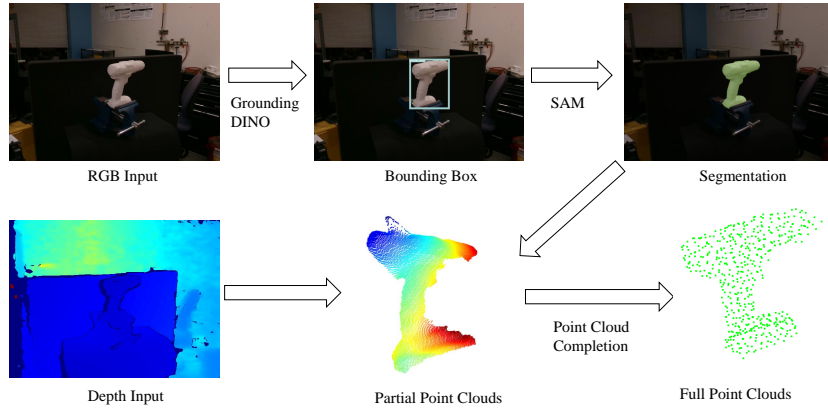 Grounding
DINO
SAM
RGB Input
Bounding Box
Segmentation
Point Cloud
Completion
Depth Input
Partial Point Clouds
Full Point Clouds